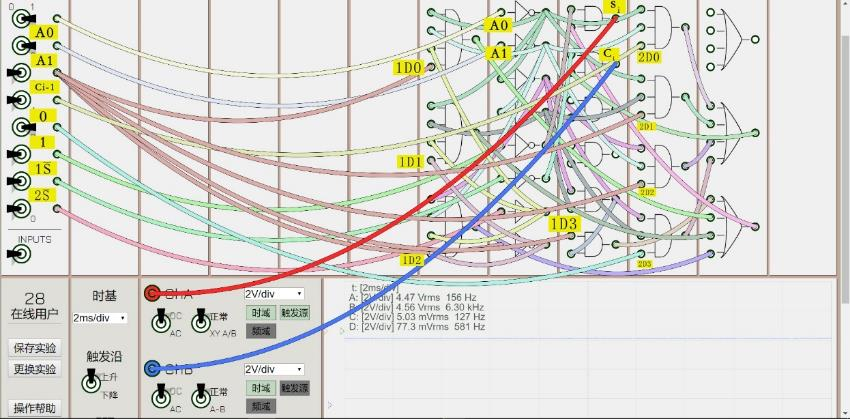 0 1
A0
A1
Ci-1
0
1
1S
2S
0
INPUTS
A0
A1
1D0
1D1
1D2
1D3
Si
C
2D0
2D1
2D2
2D3
28
在线用户
保存实验
更换实验
操作帮助
时基
2ms/div
触发沿
上升
下降
ChA
2V/div
DC
AC
正常
XY A/B
时域
触发源
频域
ChB
2V/div
DC
AC
正常
A-B
时域
触发源
频域
t: [2ms/div]
A: [2V/div] 4.47 Vrms 156 Hz
B: [2V/div] 4.56 Vrms 6.30 kHz
C: [2V/div] 5.03 mVrms 127 Hz
D: [2V/div] 77.3 mVrms 581 Hz